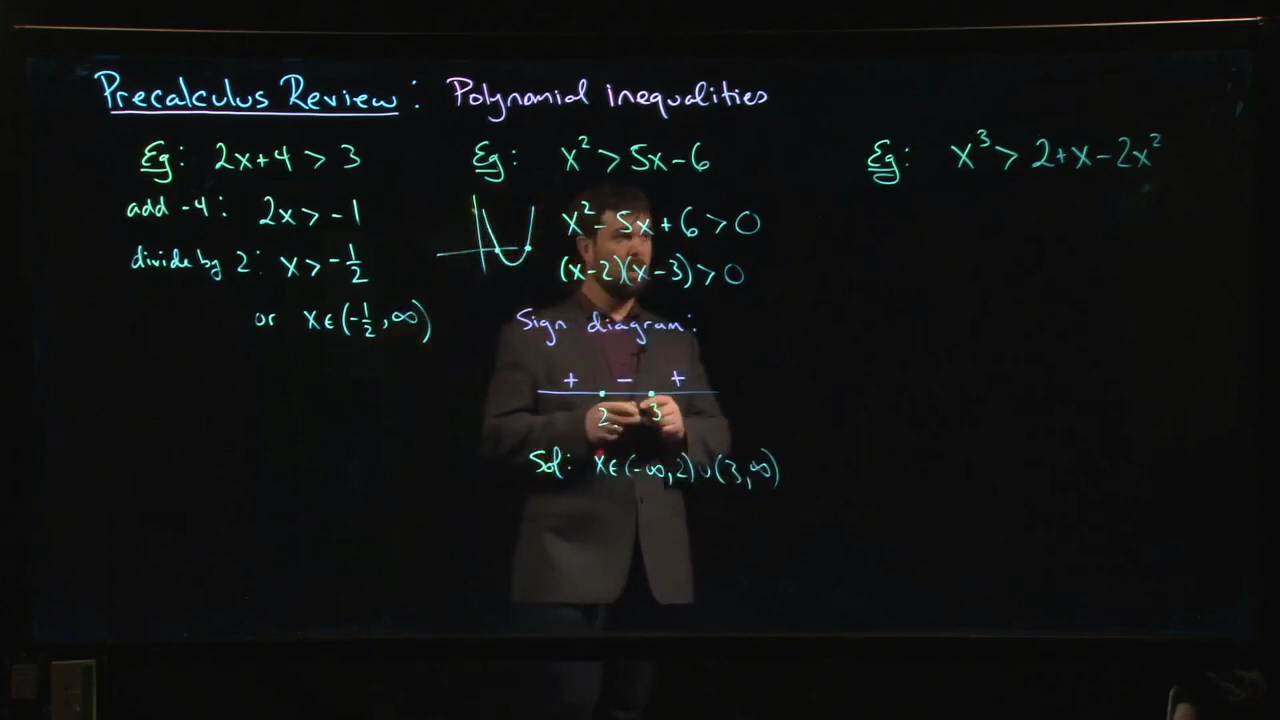 Precalculus Review: Polynomial inequalities
Eg: 2x+4 > 3
add -4: 2x > -1
divide by 2: x > -1/2
or x ∈ (-1/2, ∞)
Eg: x² > 5x-6
x² - 5x + 6 > 0
(x-2)(x-3) > 0
Sign diagram:
+ - +
2 3
Sol: x ∈ (-∞, 2) ∪ (3, ∞)
Eg: x³ > 2+x-2x²